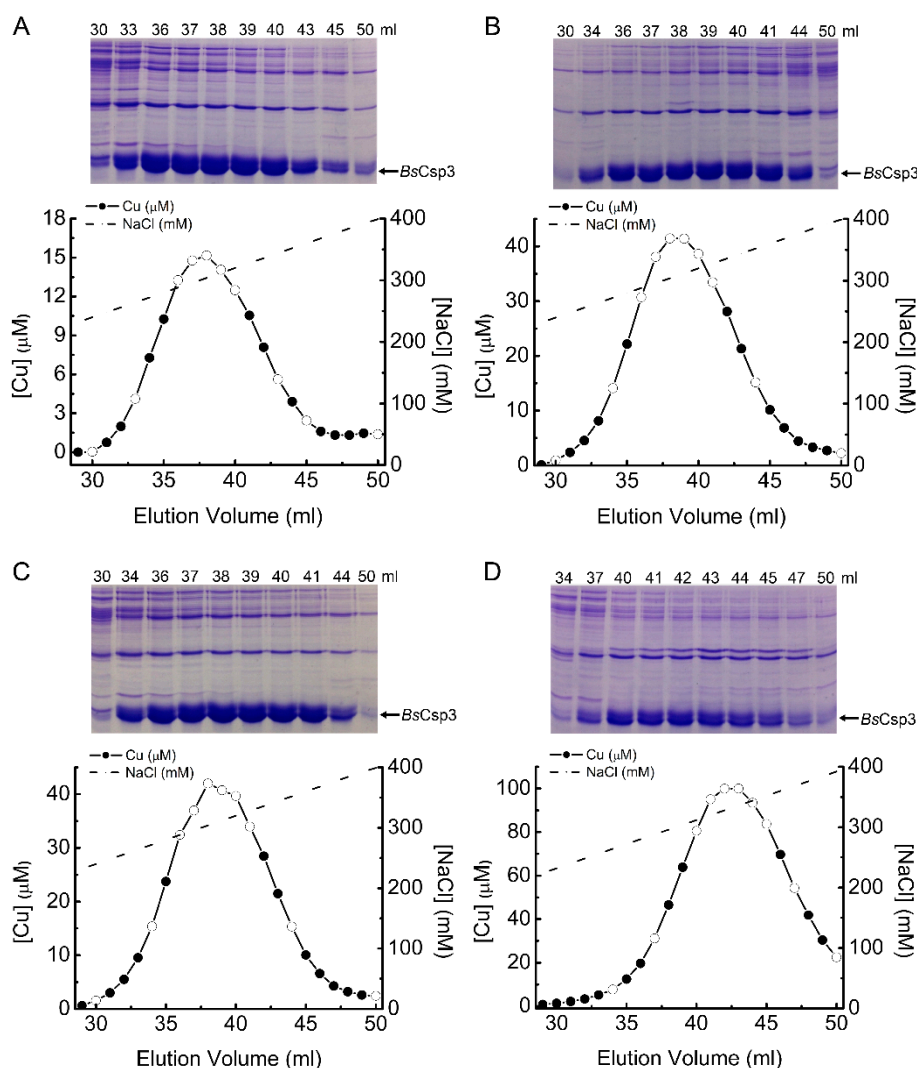 A
30 33 36 37 38 39 40 43 45 50 ml
BsCsp3
Cu (μM)
NaCl (mM)
18
15
12
9
6
3
0
[Cu] (μM)
400
300
200
100
0
[NaCl] (mM)
30 35 40 45 50
Elution Volume (ml)
B
30 34 36 37 38 39 40 41 44 50 ml
BsCsp3
Cu (μM)
NaCl (mM)
40
30
20
10
0
[Cu] (μM)
400
300
200
100
0
[NaCl] (mM)
30 35 40 45 50
Elution Volume (ml)
C
30 34 36 37 38 39 40 41 44 50 ml
BsCsp3
Cu (μM)
NaCl (mM)
40
30
20
10
0
[Cu] (μM)
400
300
200
100
0
[NaCl] (mM)
30 35 40 45 50
Elution Volume (ml)
D
34 37 40 41 42 43 44 45 47 50 ml
BsCsp3
Cu (μM)
NaCl (mM)
100
80
60
40
20
0
[Cu] (μM)
400
300
200
100
0
[NaCl] (mM)
30 35 40 45 50
Elution Volume (ml)